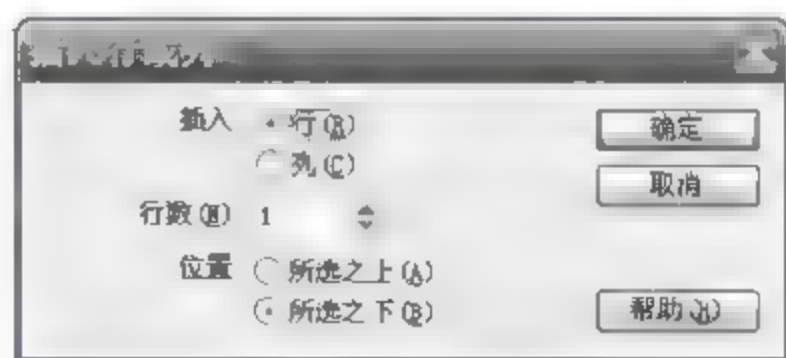 插入 行(R) 确定
列(C)
取消
行数(N) 1
位置 所选之上(A)
所选之下(B) 帮助(H)